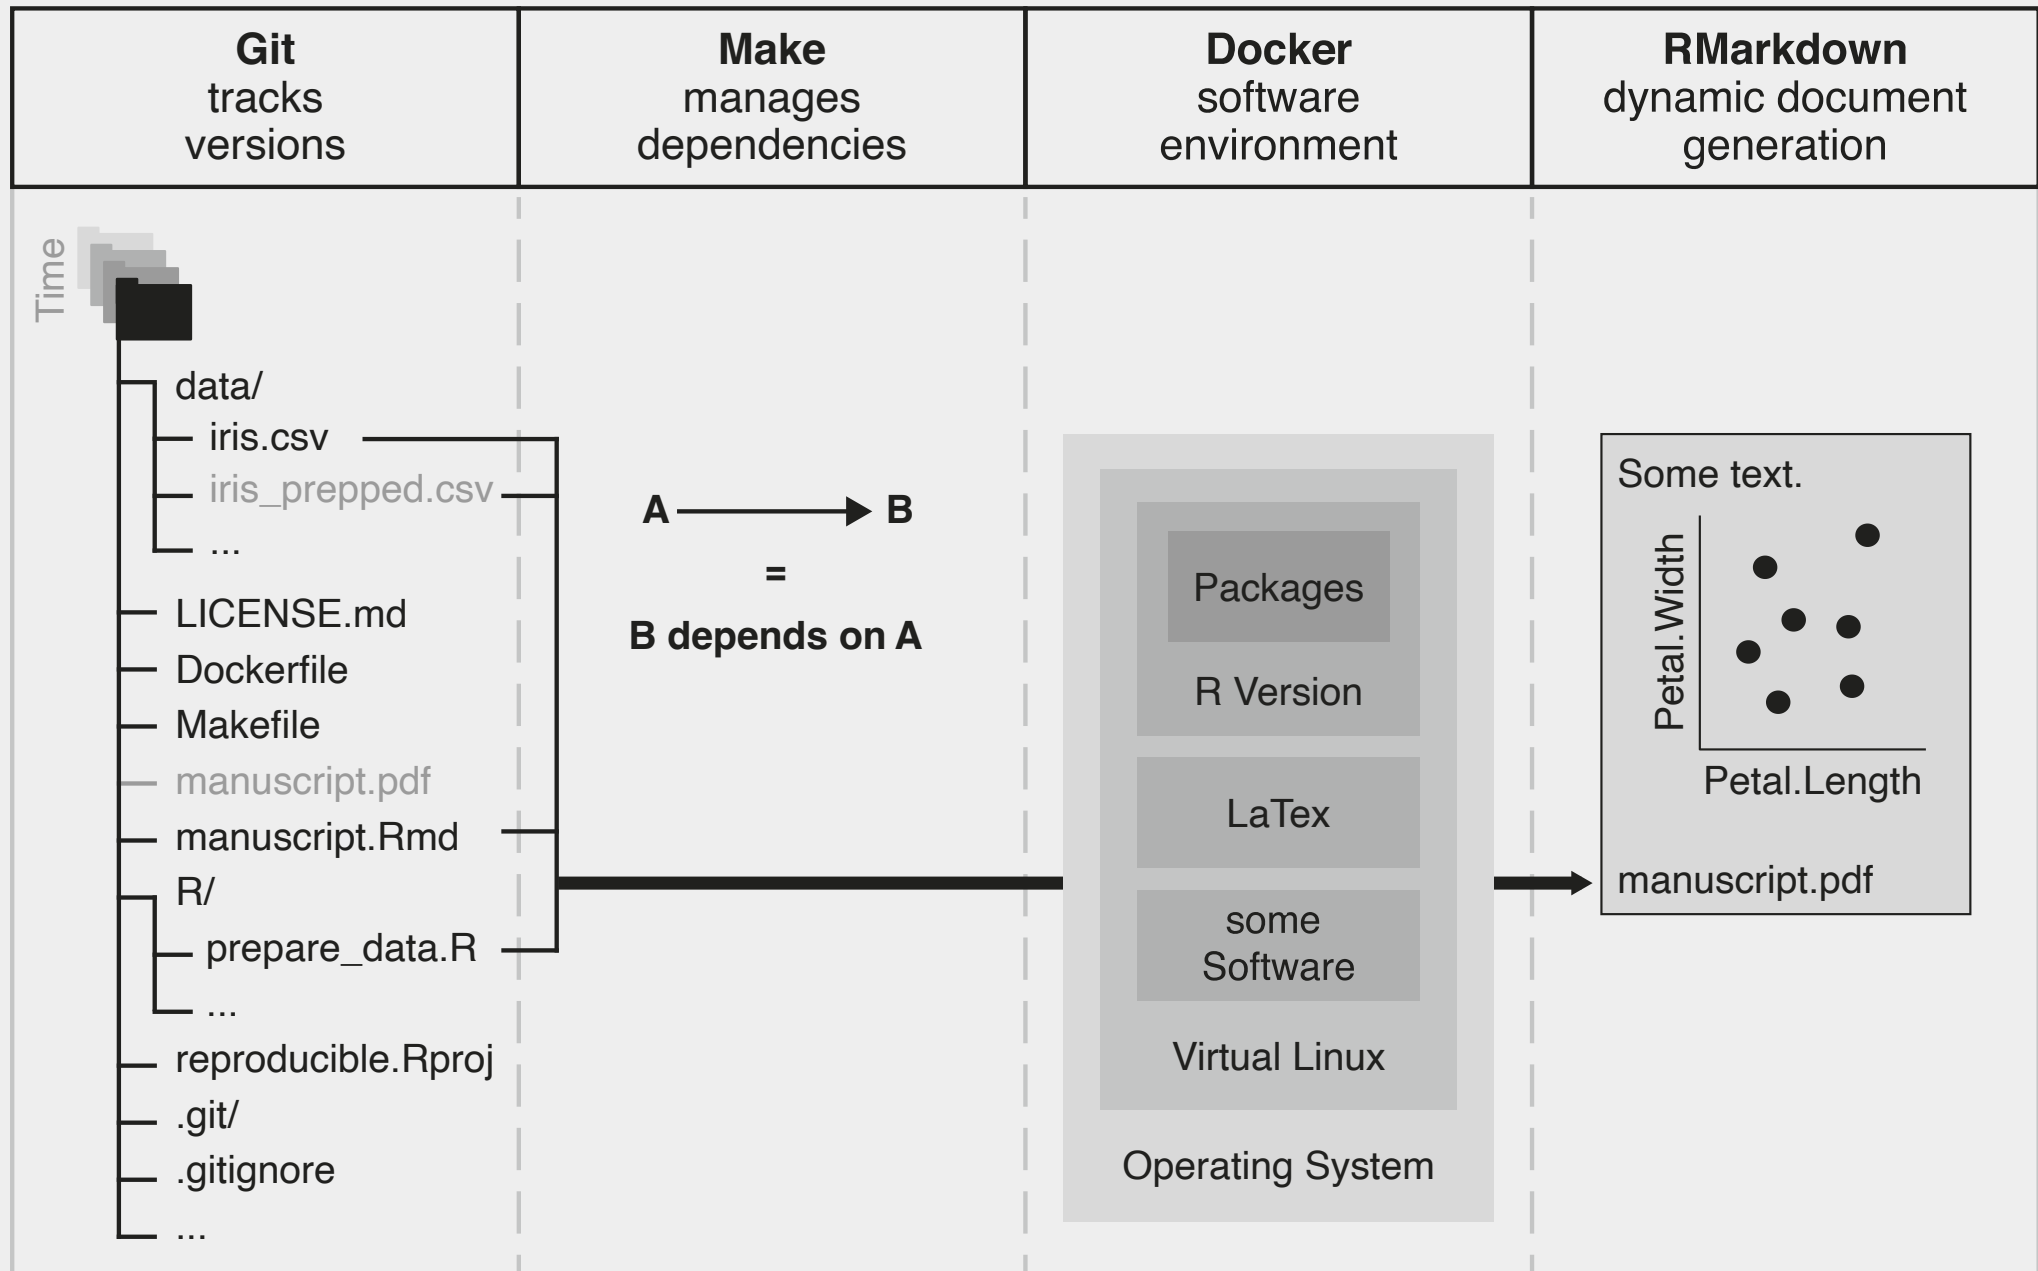 Git
tracks
versions
Make
manages
dependencies
Docker
software
environment
RMarkdown
dynamic document
generation
Time
data/
iris.csv
iris_prepped.csv
...
LICENSE.md
Dockerfile
Makefile
manuscript.pdf
manuscript.Rmd
R/
prepare_data.R
...
reproducible.Rproj
.git/
.gitignore
...
A B
=
B depends on A
Packages
R Version
LaTex
some
Software
Virtual Linux
Operating System
Some text.
Petal.Width
Petal.Length
manuscript.pdf